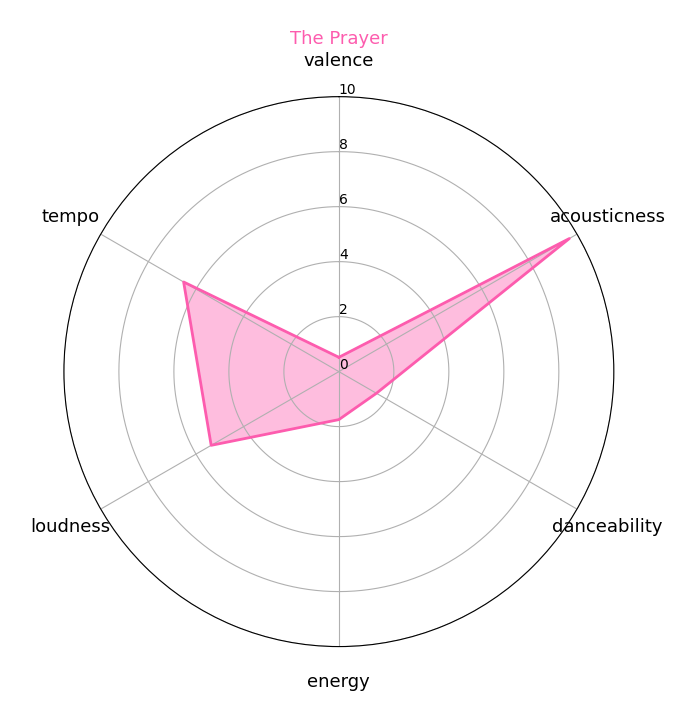 The Prayer
valence
10
8
6
4
2
0
tempo
acousticness
loudness
danceability
energy